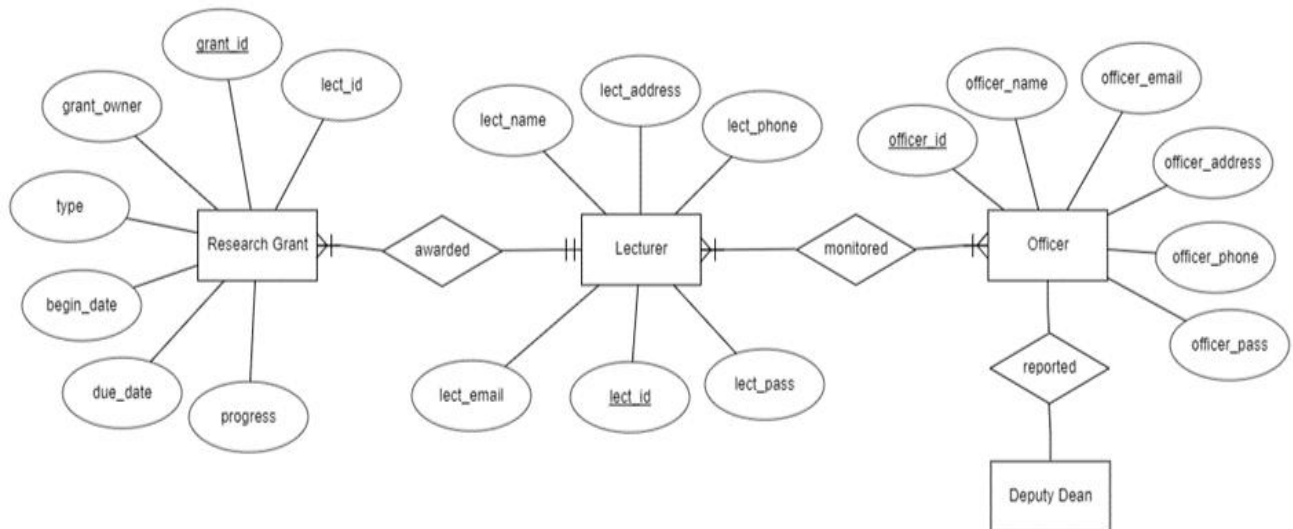 grant_id
lect_id
grant_owner
type
begin_date
due_date
progress
Research Grant
awarded
lect_name
lect_address
lect_phone
Lecturer
lect_email
lect_id
lect_pass
monitored
officer_id
officer_name
officer_email
officer_address
officer_phone
officer_pass
Officer
reported
Deputy Dean